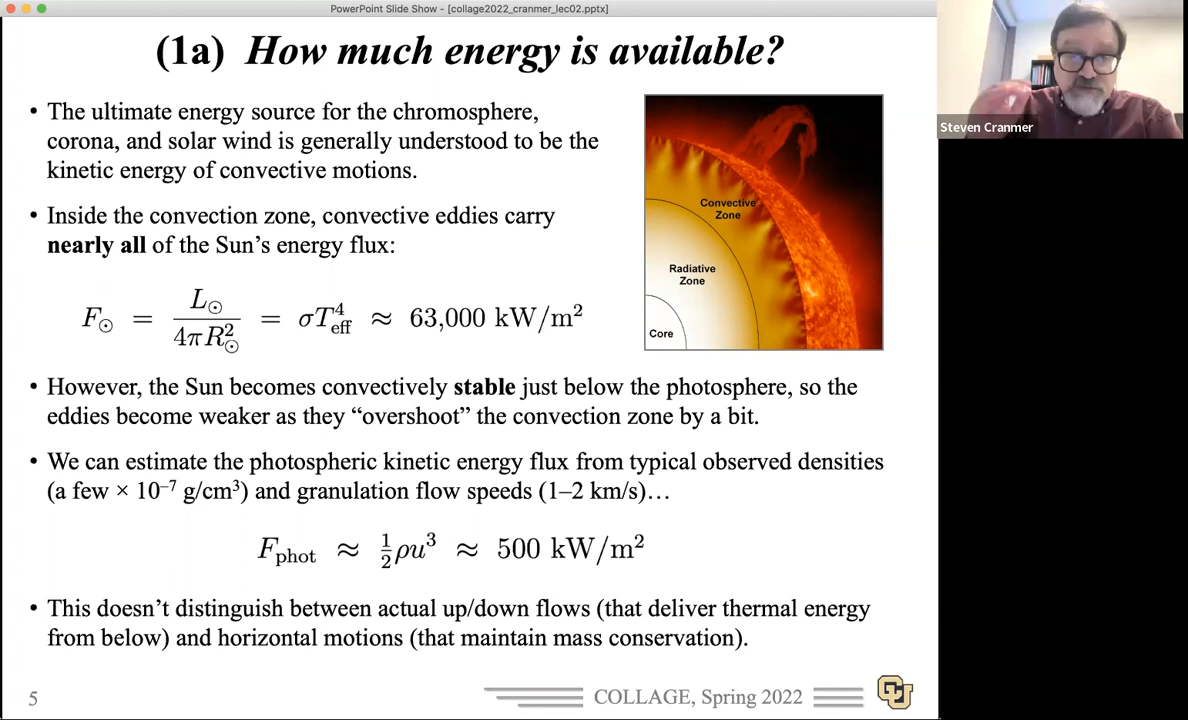 PowerPoint Slide Show - [collage2022_cranmer_lec02.pptx]
(1a) How much energy is available?
• The ultimate energy source for the chromosphere,
corona, and solar wind is generally understood to be the
kinetic energy of convective motions.
• Inside the convection zone, convective eddies carry
nearly all of the Sun's energy flux:
F⊙ = L⊙ / 4πR²⊙ = σT⁴eff ≈ 63,000 kW/m²
Convective
Zone
Radiative
Zone
Core
• However, the Sun becomes convectively stable just below the photosphere, so the
eddies become weaker as they “overshoot” the convection zone by a bit.
• We can estimate the photospheric kinetic energy flux from typical observed densities
(a few × 10⁻⁷ g/cm³) and granulation flow speeds (1–2 km/s)…
Fphot ≈ ½ρu³ ≈ 500 kW/m²
• This doesn't distinguish between actual up/down flows (that deliver thermal energy
from below) and horizontal motions (that maintain mass conservation).
5
COLLAGE, Spring 2022
CU
Steven Cranmer